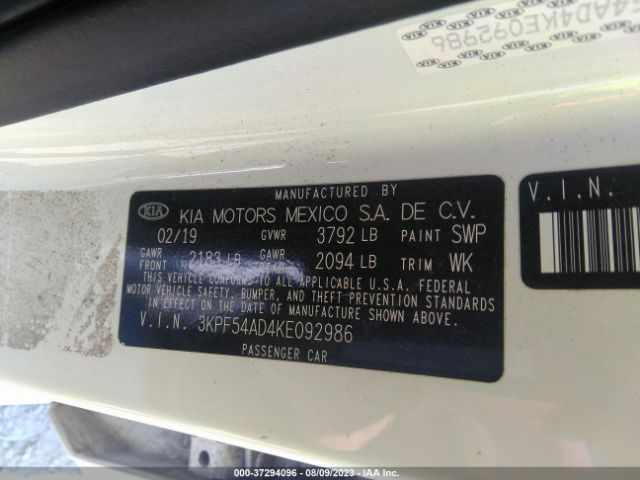 4AD4KE092986
MANUFACTURED BY
KIA KIA MOTORS MEXICO S.A. DE C.V.
02/19 GVWR 3792 LB PAINT SWP
GAWR FRONT 2183 LB GAWR 2094 LB TRIM WK
THIS VEHICLE CONFORMS TO ALL APPLICABLE U.S. FEDERAL
MOTOR VEHICLE SAFETY, BUMPER, AND THEFT PREVENTION STANDARDS
IN EFFECT ON THE DATE OF MANUFACTURE SHOWN ABOVE.
V.I.N. 3KPF54AD4KE092986
PASSENGER CAR
V.I.N.
000-37294096 - 08/09/2023 - IAA Inc.